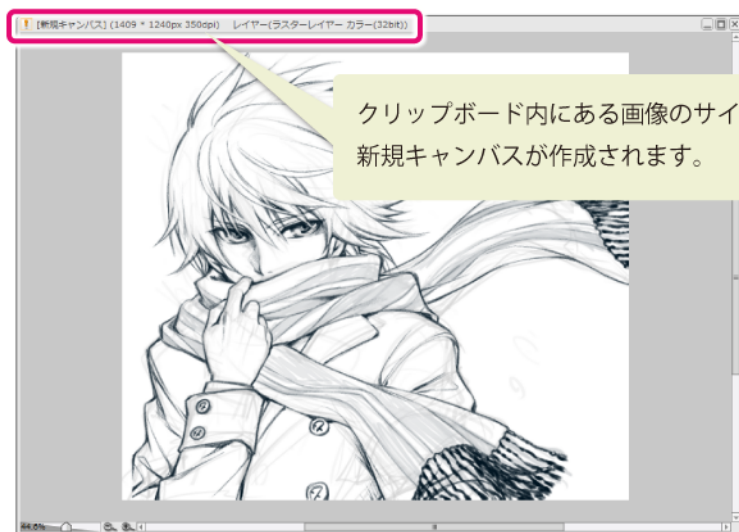 [新規キャンバス] (1409 * 1240px 350dpi) レイヤー(ラスターレイヤー カラー(32bit))
クリップボード内にある画像のサイ
新規キャンバスが作成されます。
44.6%